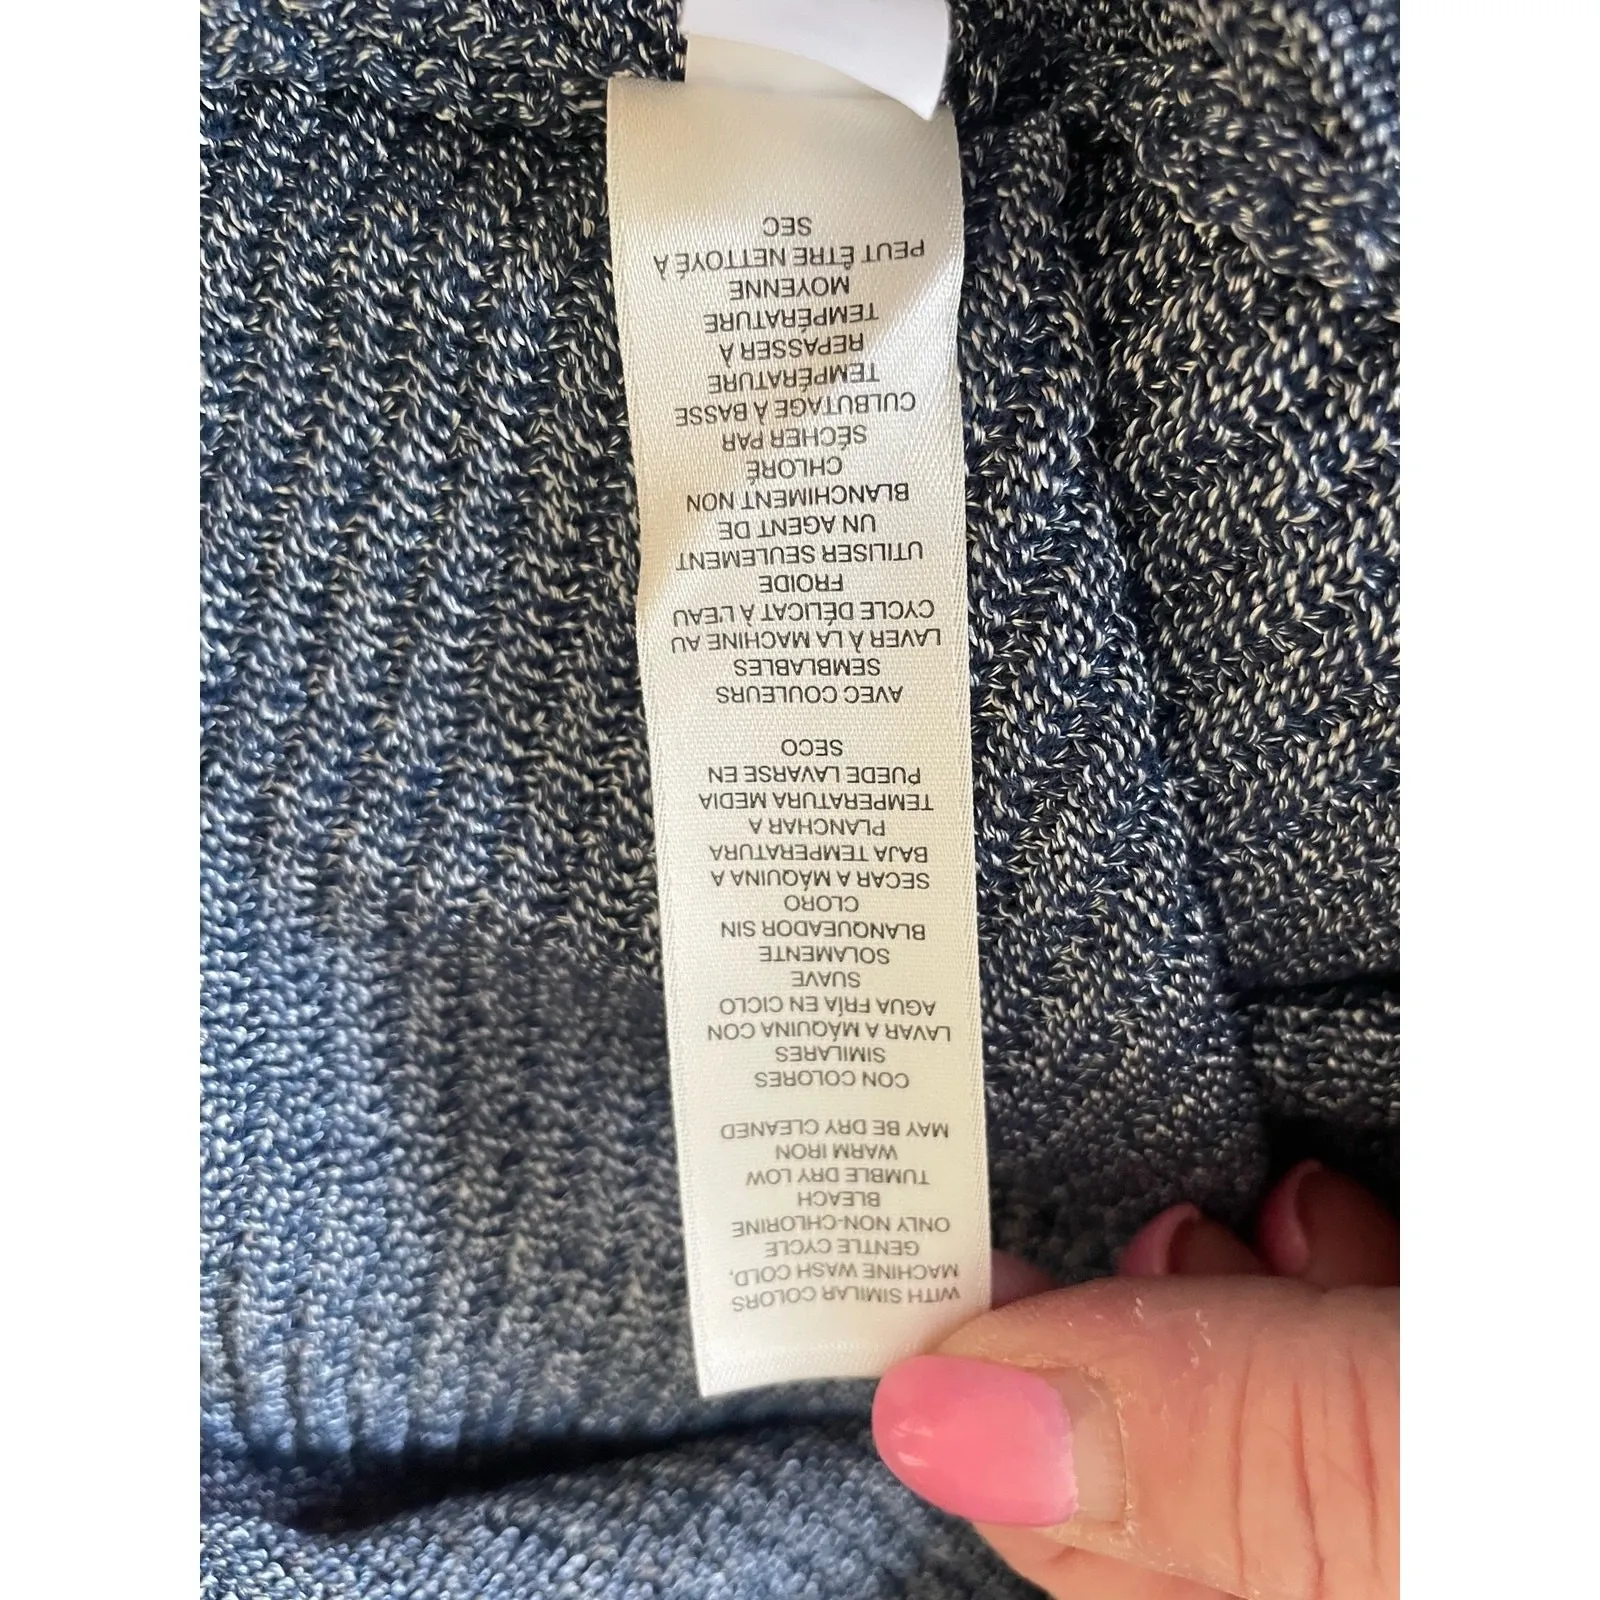 WITH SIMILAR COLORS
MACHINE WASH COLD,
GENTLE CYCLE
ONLY NON-CHLORINE
BLEACH
TUMBLE DRY LOW
WARM IRON
MAY BE DRY CLEANED
CON COLORES
SIMILARES
LAVAR A MÁQUINA CON
AGUA FRÍA EN CICLO
SUAVE
SOLAMENTE
BLANQUEADOR SIN
CLORO
SECAR A MÁQUINA A
BAJA TEMPERATURA
PLANCHAR A
TEMPERATURA MEDIA
PUEDE LAVARSE EN
SECO
AVEC COULEURS
SEMBLABLES
LAVER À LA MACHINE AU
CYCLE DÉLICAT À L'EAU
FROIDE
UTILISER SEULEMENT
UN AGENT DE
BLANCHIMENT NON
CHLORÉ
SÉCHER PAR
CULBUTAGE À BASSE
TEMPÉRATURE
REPASSER À
TEMPÉRATURE
MOYENNE
PEUT ÊTRE NETTOYÉ À
SEC